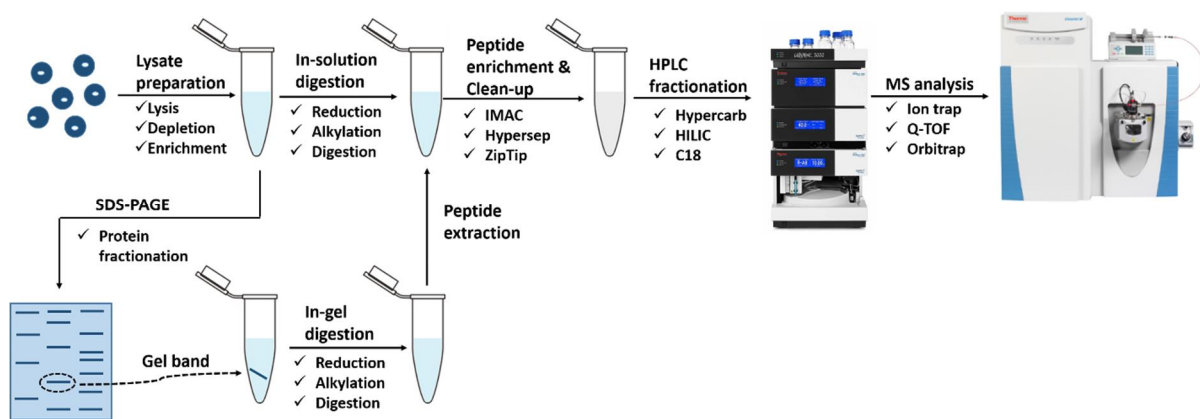 Lysate
preparation
✓ Lysis
✓ Depletion
✓ Enrichment
In-solution
digestion
✓ Reduction
✓ Alkylation
✓ Digestion
Peptide
enrichment &
Clean-up
✓ IMAC
✓ Hypersep
✓ ZipTip
HPLC
fractionation
✓ Hypercarb
✓ HILIC
✓ C18
MS analysis
✓ Ion trap
✓ Q-TOF
✓ Orbitrap
SDS-PAGE
✓ Protein
fractionation
Peptide
extraction
Gel band
In-gel
digestion
✓ Reduction
✓ Alkylation
✓ Digestion